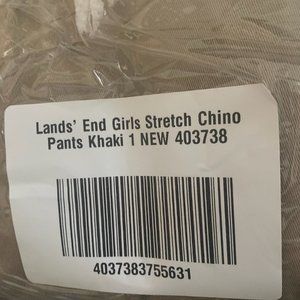 Lands’ End Girls Stretch Chino
Pants Khaki 1 NEW 403738
4037383755631